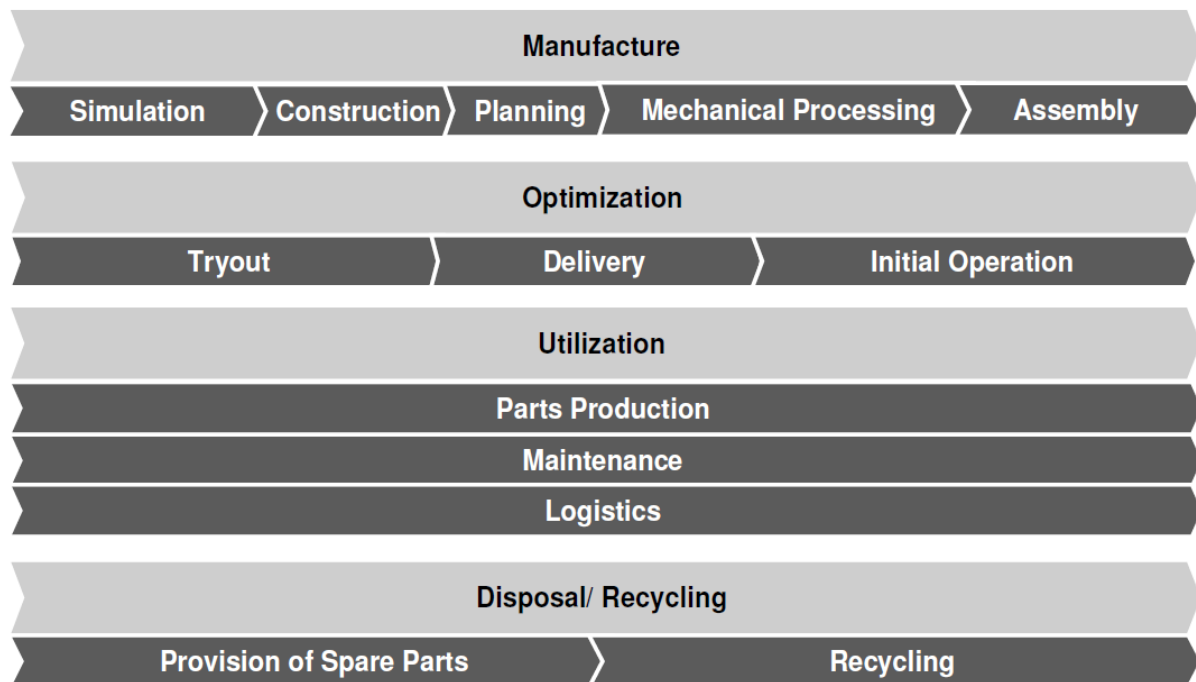 Manufacture
Simulation Construction Planning Mechanical Processing Assembly
Optimization
Tryout Delivery Initial Operation
Utilization
Parts Production
Maintenance
Logistics
Disposal/ Recycling
Provision of Spare Parts Recycling